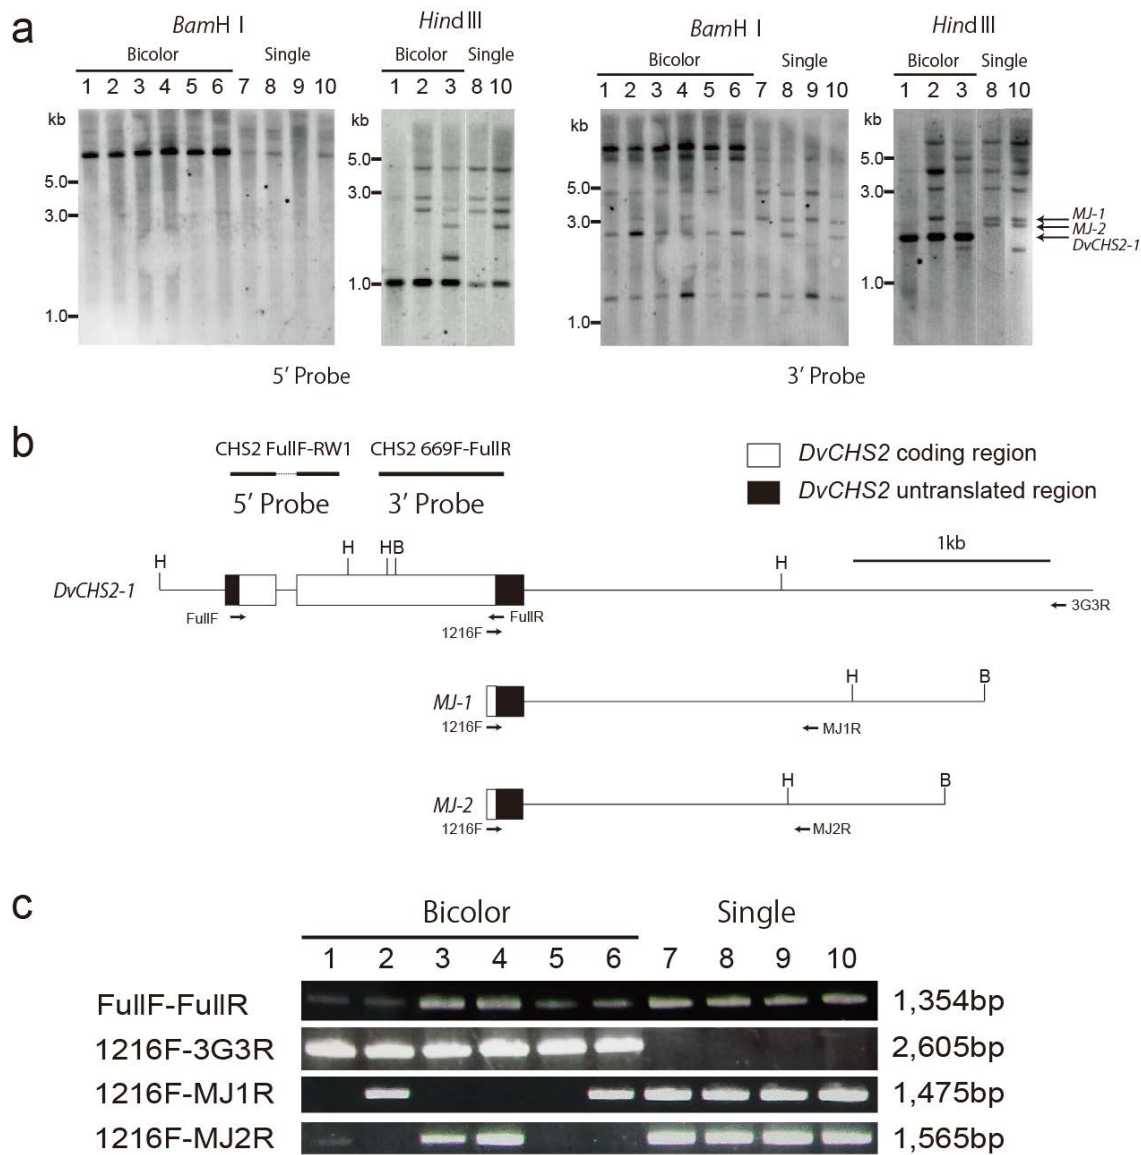 a
BamH I
Hind III
BamH I
Hind III
Bicolor Single
Bicolor Single
Bicolor Single
Bicolor Single
1 2 3 4 5 6 7 8 9 10
1 2 3 8 10
1 2 3 4 5 6 7 8 9 10
1 2 3 8 10
kb
5.0
3.0
1.0
kb
5.0
3.0
1.0
kb
5.0
3.0
1.0
kb
5.0
3.0
1.0
MJ-1
MJ-2
DvCHS2-1
5' Probe
3' Probe
b
CHS2 FullF-RW1 CHS2 669F-FullR
5' Probe 3' Probe
DvCHS2 coding region
DvCHS2 untranslated region
1kb
H H H B H
DvCHS2-1
FullF FullR
1216F
3G3R
H B
MJ-1
1216F MJ1R
H B
MJ-2
1216F MJ2R
c
Bicolor Single
1 2 3 4 5 6 7 8 9 10
FullF-FullR 1,354bp
1216F-3G3R 2,605bp
1216F-MJ1R 1,475bp
1216F-MJ2R 1,565bp